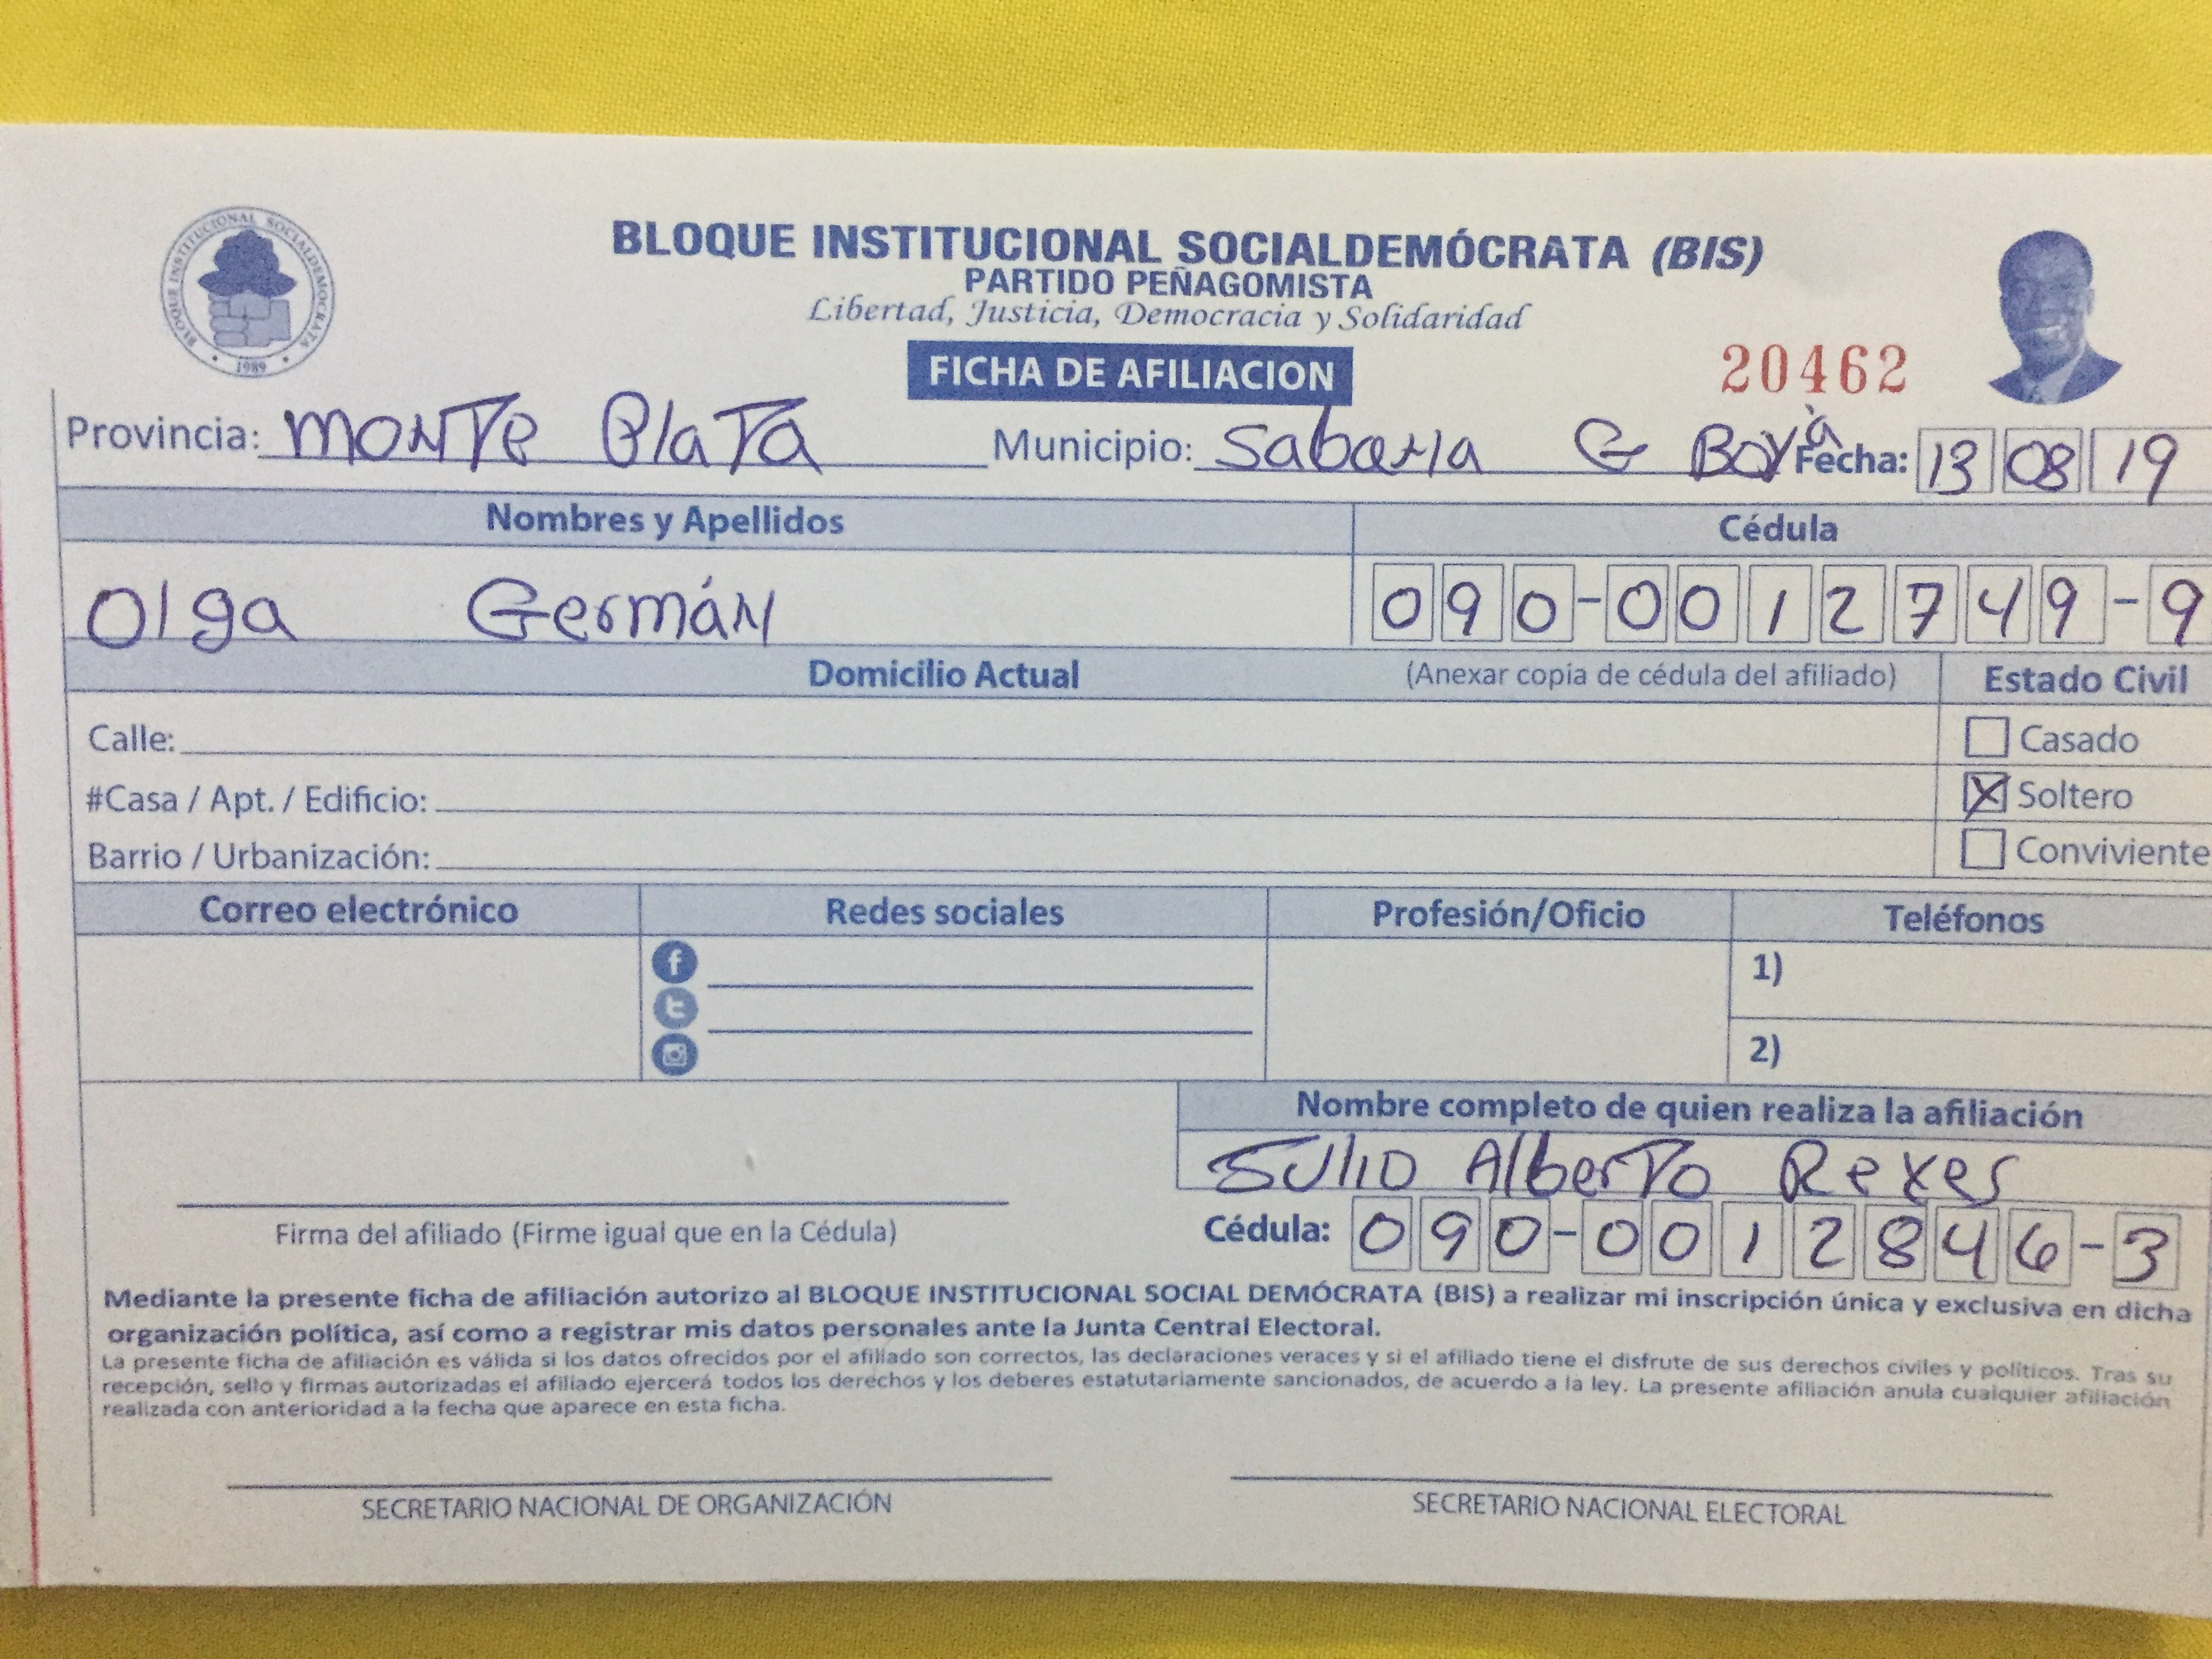 BLOQUE INSTITUCIONAL SOCIALDEMOCRATA
1989
BLOQUE INSTITUCIONAL SOCIALDEMÓCRATA (BIS)
PARTIDO PEÑAGOMISTA
Libertad, Justicia, Democracia y Solidaridad
FICHA DE AFILIACION
20462
Provincia: Monte Plata Municipio: Sabana G Boyá Fecha: 13 08 19
Nombres y Apellidos Cédula
Olga Germán 090-0012749-9
Domicilio Actual (Anexar copia de cédula del afiliado) Estado Civil
Calle: Casado
#Casa / Apt. / Edificio: X Soltero
Barrio / Urbanización: Conviviente
Correo electrónico Redes sociales Profesión/Oficio Teléfonos
1)
2)
Nombre completo de quien realiza la afiliación
Julio Alberto Reyes
Firma del afiliado (Firme igual que en la Cédula) Cédula: 090-0012846-3
Mediante la presente ficha de afiliación autorizo al BLOQUE INSTITUCIONAL SOCIAL DEMÓCRATA (BIS) a realizar mi inscripción única y exclusiva en dicha
organización política, así como a registrar mis datos personales ante la Junta Central Electoral.
La presente ficha de afiliación es válida si los datos ofrecidos por el afiliado son correctos, las declaraciones veraces y si el afiliado tiene el disfrute de sus derechos civiles y políticos. Tras su
recepción, sello y firmas autorizadas el afiliado ejercerá todos los derechos y los deberes estatutariamente sancionados, de acuerdo a la ley. La presente afiliación anula cualquier afiliación
realizada con anterioridad a la fecha que aparece en esta ficha.
SECRETARIO NACIONAL DE ORGANIZACIÓN SECRETARIO NACIONAL ELECTORAL